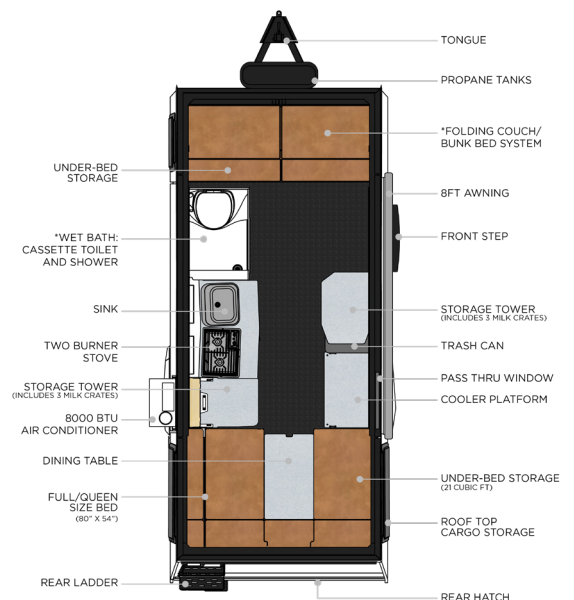 TONGUE
PROPANE TANKS
*FOLDING COUCH/
BUNK BED SYSTEM
UNDER-BED
STORAGE
8FT AWNING
*WET BATH:
CASSETTE TOILET
AND SHOWER
FRONT STEP
SINK
STORAGE TOWER
(INCLUDES 3 MILK CRATES)
TWO BURNER
STOVE
TRASH CAN
STORAGE TOWER
(INCLUDES 3 MILK CRATES)
PASS THRU WINDOW
COOLER PLATFORM
8000 BTU
AIR CONDITIONER
DINING TABLE
UNDER-BED STORAGE
(21 CUBIC FT)
FULL/QUEEN
SIZE BED
(80" X 54")
ROOF TOP
CARGO STORAGE
REAR LADDER
REAR HATCH